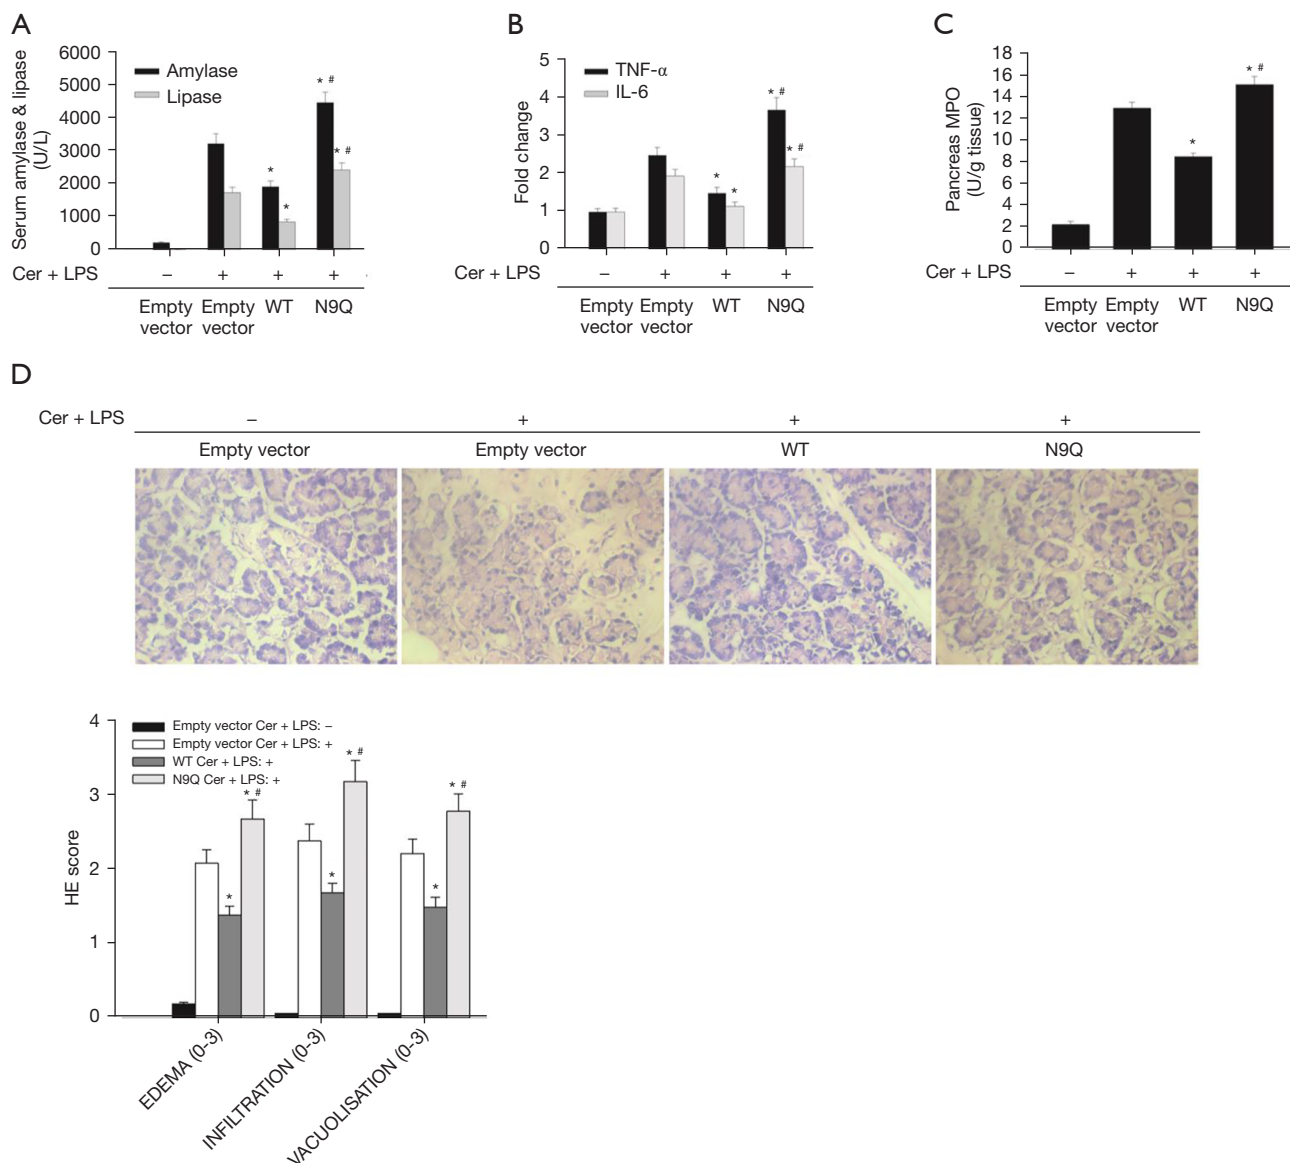 A
Serum amylase & lipase
(U/L)
6000
5000
4000
3000
2000
1000
0
Amylase
Lipase
*
*
* #
* #
Cer + LPS – + + +
Empty vector Empty vector WT N9Q
B
Fold change
5
4
3
2
1
0
TNF-α
IL-6
*
*
* #
* #
Cer + LPS – + + +
Empty vector Empty vector WT N9Q
C
Pancreas MPO
(U/g tissue)
18
16
14
12
10
8
6
4
2
0
*
* #
Cer + LPS – + + +
Empty vector Empty vector WT N9Q
D
Cer + LPS – + + +
Empty vector Empty vector WT N9Q
HE score
4
3
2
1
0
Empty vector Cer + LPS: –
Empty vector Cer + LPS: +
WT Cer + LPS: +
N9Q Cer + LPS: +
*
* #
*
* #
*
* #
EDEMA (0-3)
INFILTRATION (0-3)
VACUOLISATION (0-3)